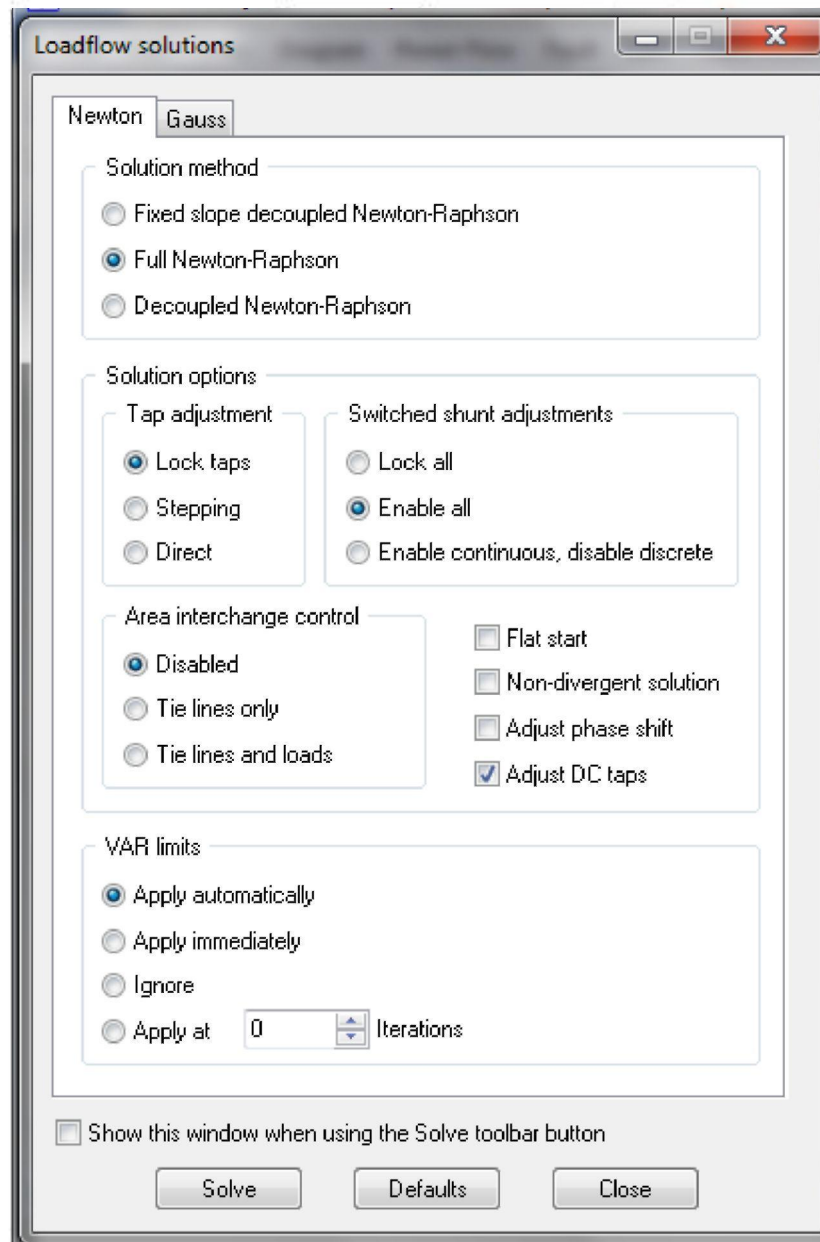 Loadflow solutions
Newton
Gauss
Solution method
Fixed slope decoupled Newton-Raphson
Full Newton-Raphson
Decoupled Newton-Raphson
Solution options
Tap adjustment
Lock taps
Stepping
Direct
Switched shunt adjustments
Lock all
Enable all
Enable continuous, disable discrete
Area interchange control
Disabled
Tie lines only
Tie lines and loads
Flat start
Non-divergent solution
Adjust phase shift
Adjust DC taps
VAR limits
Apply automatically
Apply immediately
Ignore
Apply at 0 Iterations
Show this window when using the Solve toolbar button
Solve Defaults Close